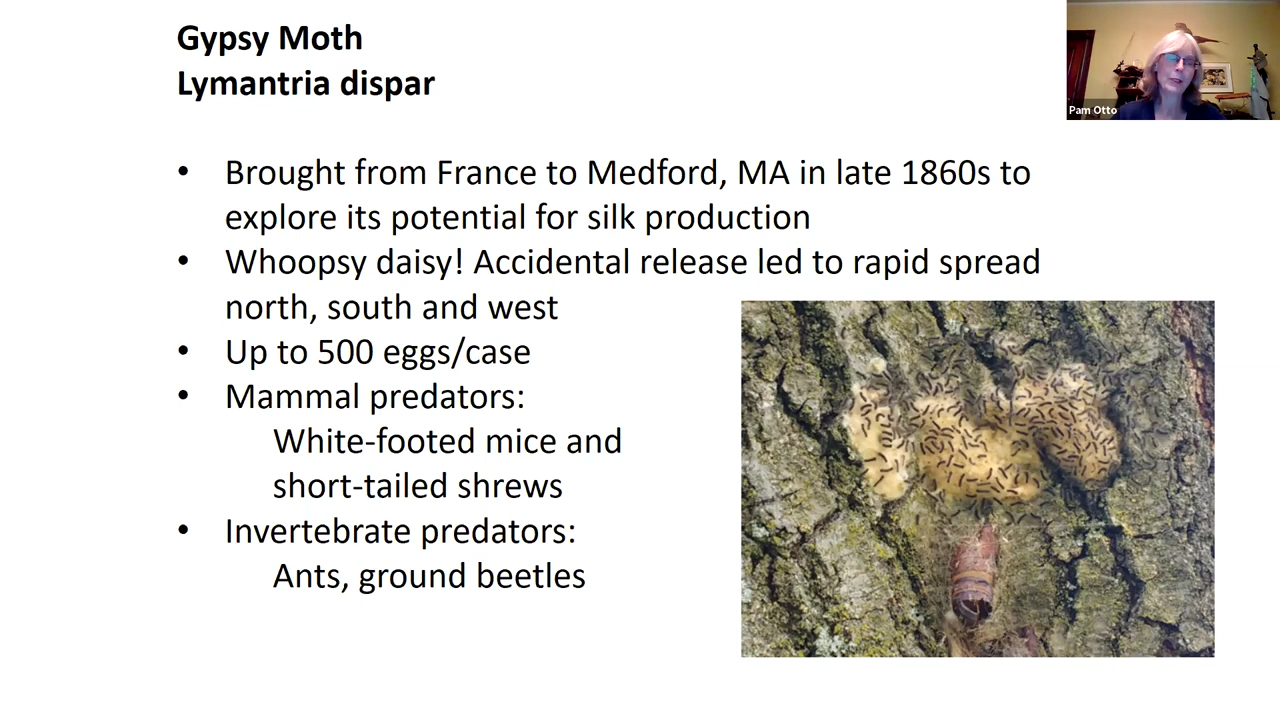 Gypsy Moth
Lymantria dispar
Pam Otto
• Brought from France to Medford, MA in late 1860s to
explore its potential for silk production
• Whoopsy daisy! Accidental release led to rapid spread
north, south and west
• Up to 500 eggs/case
• Mammal predators:
White-footed mice and
short-tailed shrews
• Invertebrate predators:
Ants, ground beetles